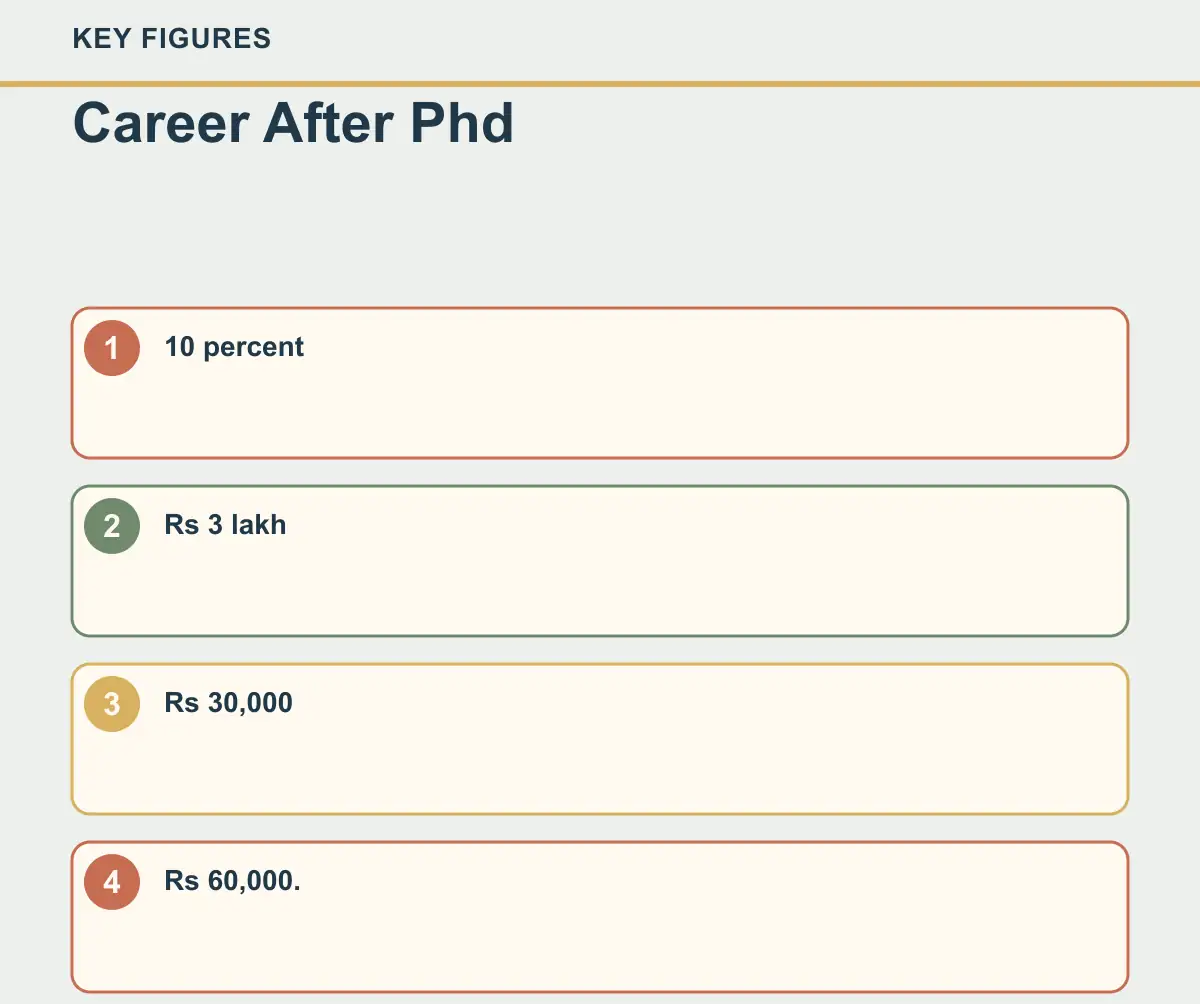 KEY FIGURES
Career After Phd
1 10 percent
2 Rs 3 lakh
3 Rs 30,000
4 Rs 60,000.